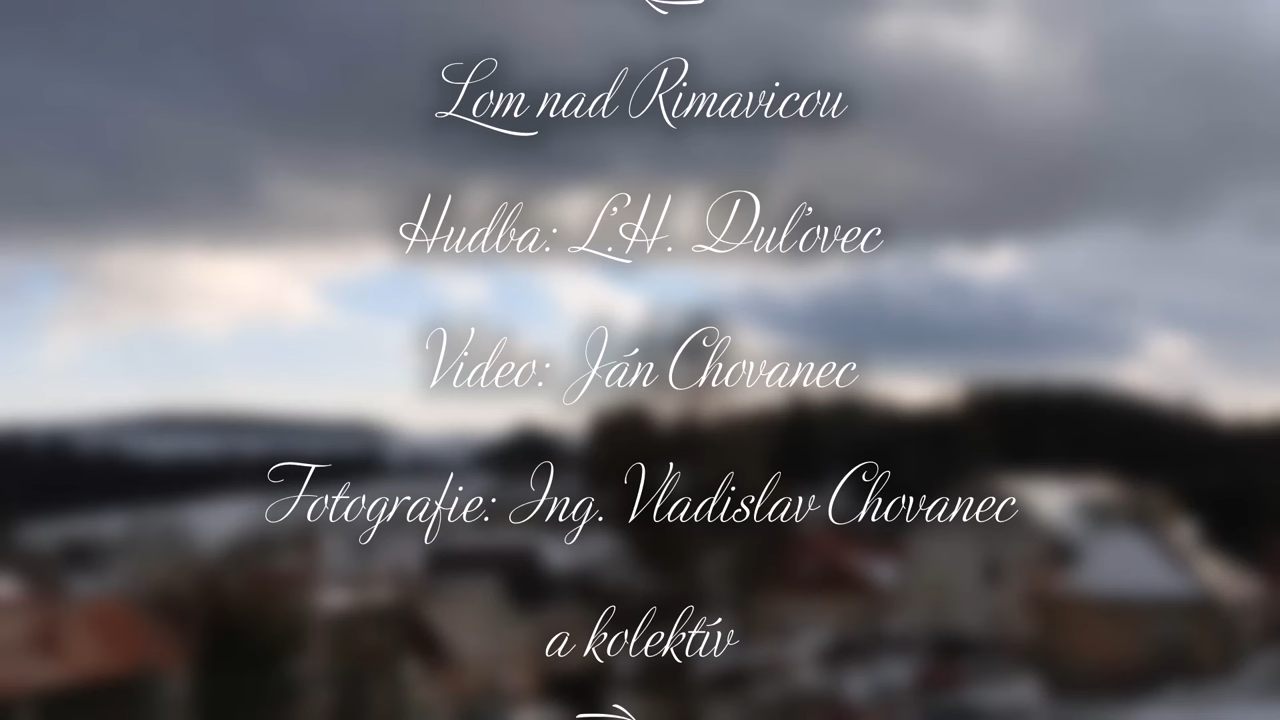 Lom nad Rimavicou
Hudba: Ľ.H. Duľovec
Video: Ján Chovanec
Fotografie: Ing. Vladislav Chovanec
a kolektív